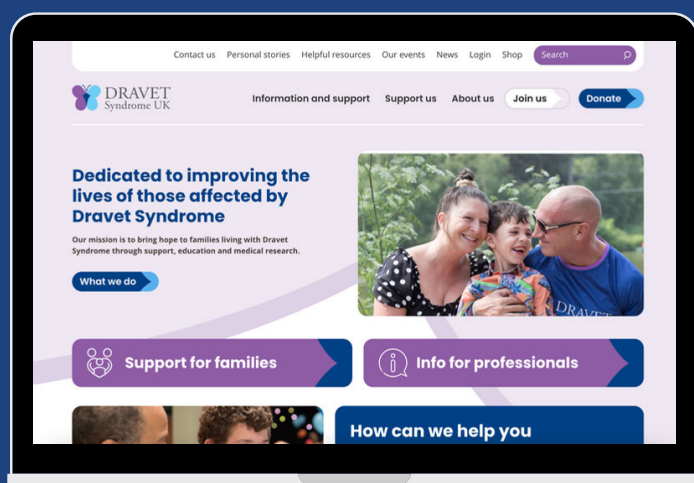 Contact us Personal stories Helpful resources Our events News Login Shop Search
DRAVET
Syndrome UK
Information and support Support us About us Join us Donate
Dedicated to improving the
lives of those affected by
Dravet Syndrome
Our mission is to bring hope to families living with Dravet
Syndrome through support, education and medical research.
What we do
DRAVET
Support for families
Info for professionals
How can we help you